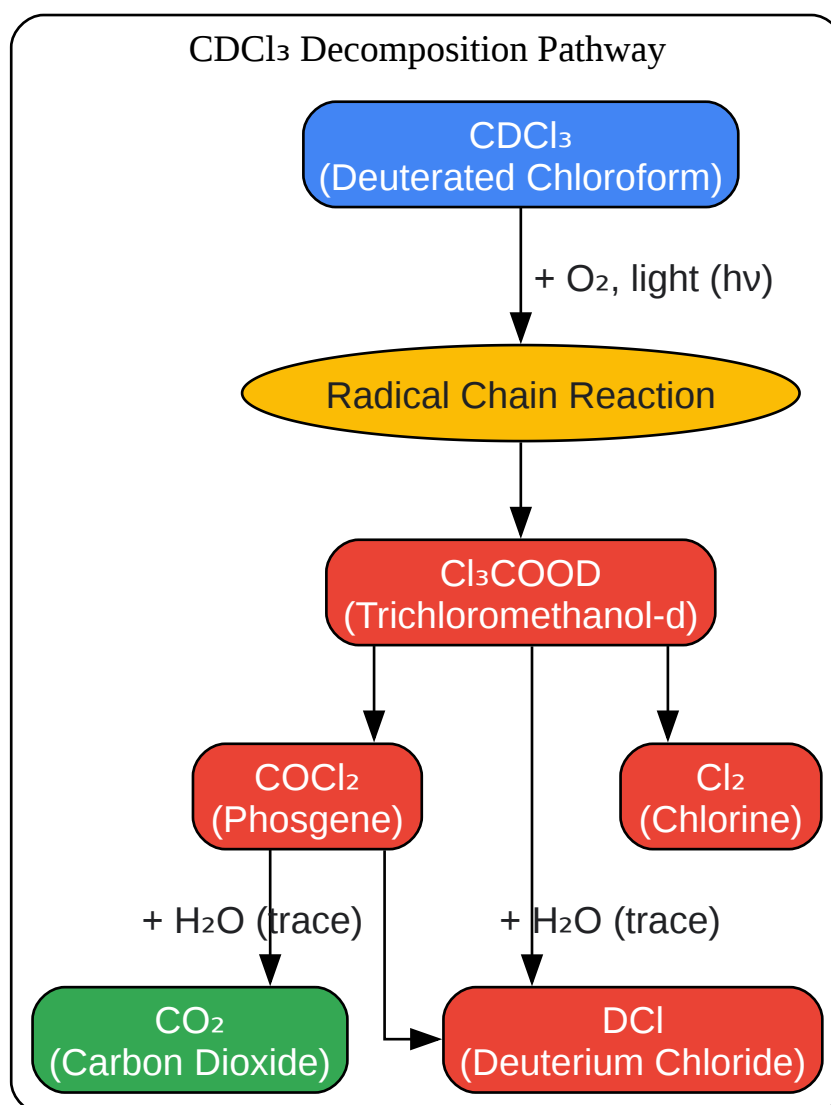 CDCl₃ Decomposition Pathway
CDCl₃
(Deuterated Chloroform)
+ O₂, light (hν)
Radical Chain Reaction
Cl₃COOD
(Trichloromethanol-d)
COCl₂
(Phosgene)
Cl₂
(Chlorine)
+ H₂O (trace)
+ H₂O (trace)
CO₂
(Carbon Dioxide)
DCl
(Deuterium Chloride)